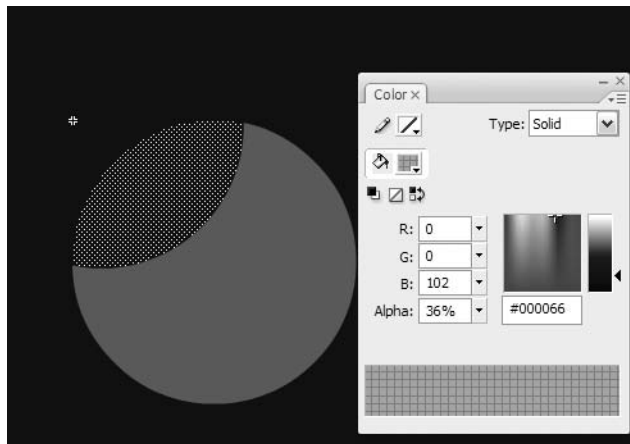 Color ×
Type: Solid
R: 0
G: 0
B: 102
Alpha: 36%
#000066